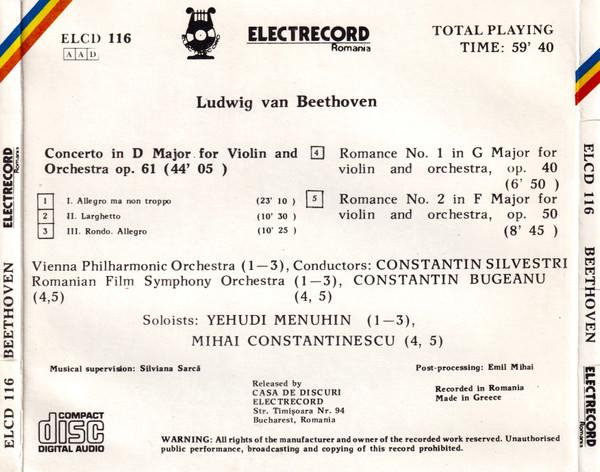 ELCD 116
AAD
ELECTRECORD
Romania
TOTAL PLAYING
TIME: 59' 40
Ludwig van Beethoven
Concerto in D Major for Violin and
Orchestra op. 61 (44' 05 )
1 I. Allegro ma non troppo (23' 10 )
2 II. Larghetto (10' 30 )
3 III. Rondo. Allegro (10' 25 )
4 Romance No. 1 in G Major for
violin and orchestra, op. 40
(6' 50 )
5 Romance No. 2 in F Major for
violin and orchestra, op. 50
(8' 45 )
Vienna Philharmonic Orchestra (1—3), Conductors: CONSTANTIN SILVESTRI
Romanian Film Symphony Orchestra (1—3), CONSTANTIN BUGEANU
(4,5) (4, 5)
Soloists: YEHUDI MENUHIN (1—3),
MIHAI CONSTANTINESCU (4, 5)
Musical supervision: Silviana Sarcă
Post-processing: Emil Mihai
Released by
CASA DE DISCURI
ELECTRECORD
Str. Timişoara Nr. 94
Bucharest, Romania
Recorded in Romania
Made in Greece
COMPACT
disc
DIGITAL AUDIO
WARNING: All rights of the manufacturer and owner of the recorded work reserved. Unauthorised
public performance, broadcasting and copying of this record prohibited.
ELCD 116 BEETHOVEN ELECTRECORD Romania
ELCD 116 BEETHOVEN ELECTRECORD Romania